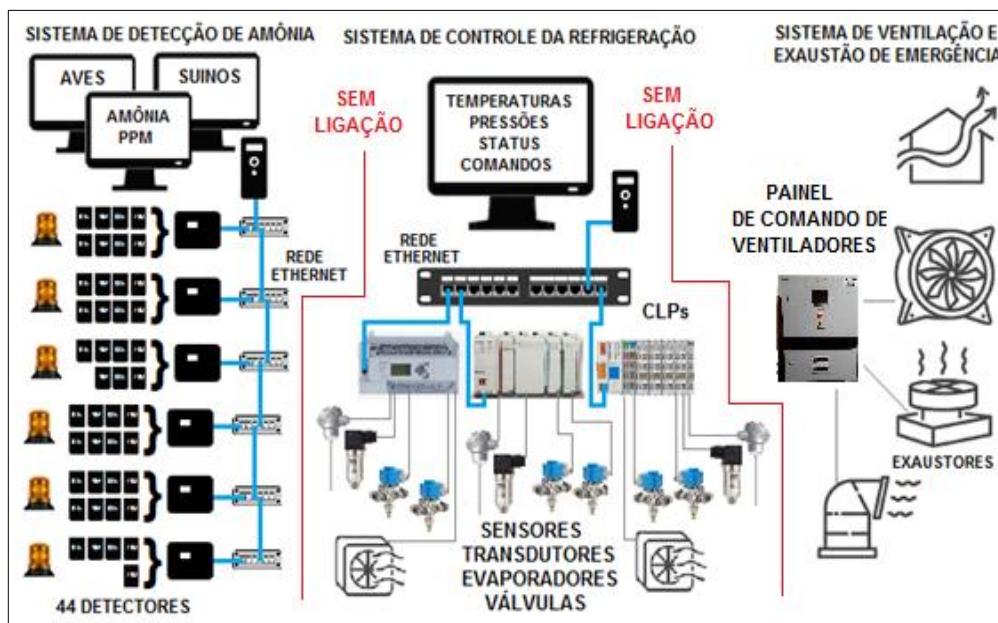 SISTEMA DE DETECÇÃO DE AMÔNIA
AVES
SUINOS
AMÔNIA
PPM
REDE
ETHERNET
44 DETECTORES
SEM
LIGAÇÃO
SISTEMA DE CONTROLE DA REFRIGERAÇÃO
TEMPERATURAS
PRESSÕES
STATUS
COMANDOS
REDE
ETHERNET
CLPs
SENSORES
TRANSDUTORES
EVAPORADORES
VÁLVULAS
SEM
LIGAÇÃO
SISTEMA DE VENTILAÇÃO E
EXAUSTÃO DE EMERGÊNCIA
PAINEL
DE COMANDO DE
VENTILADORES
EXAUSTORES